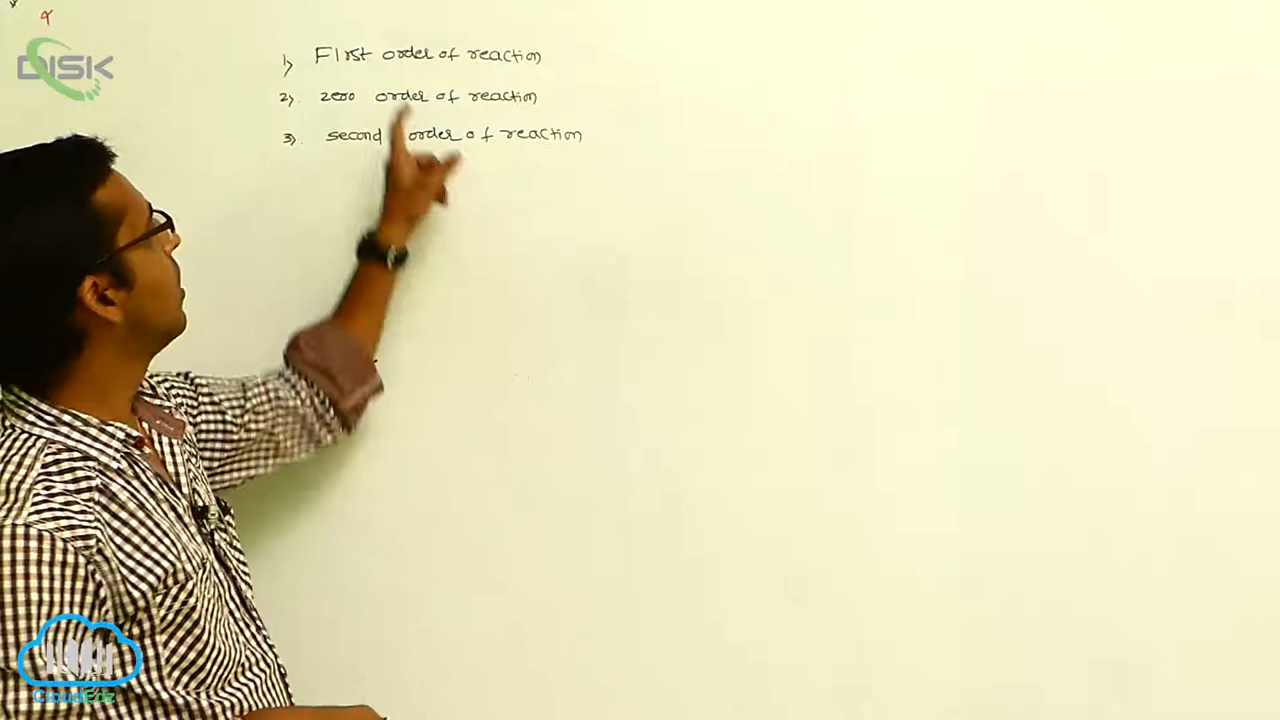 DISK
1) First order of reaction
2). zero order of reaction
3). second order of reaction
CloudEdz